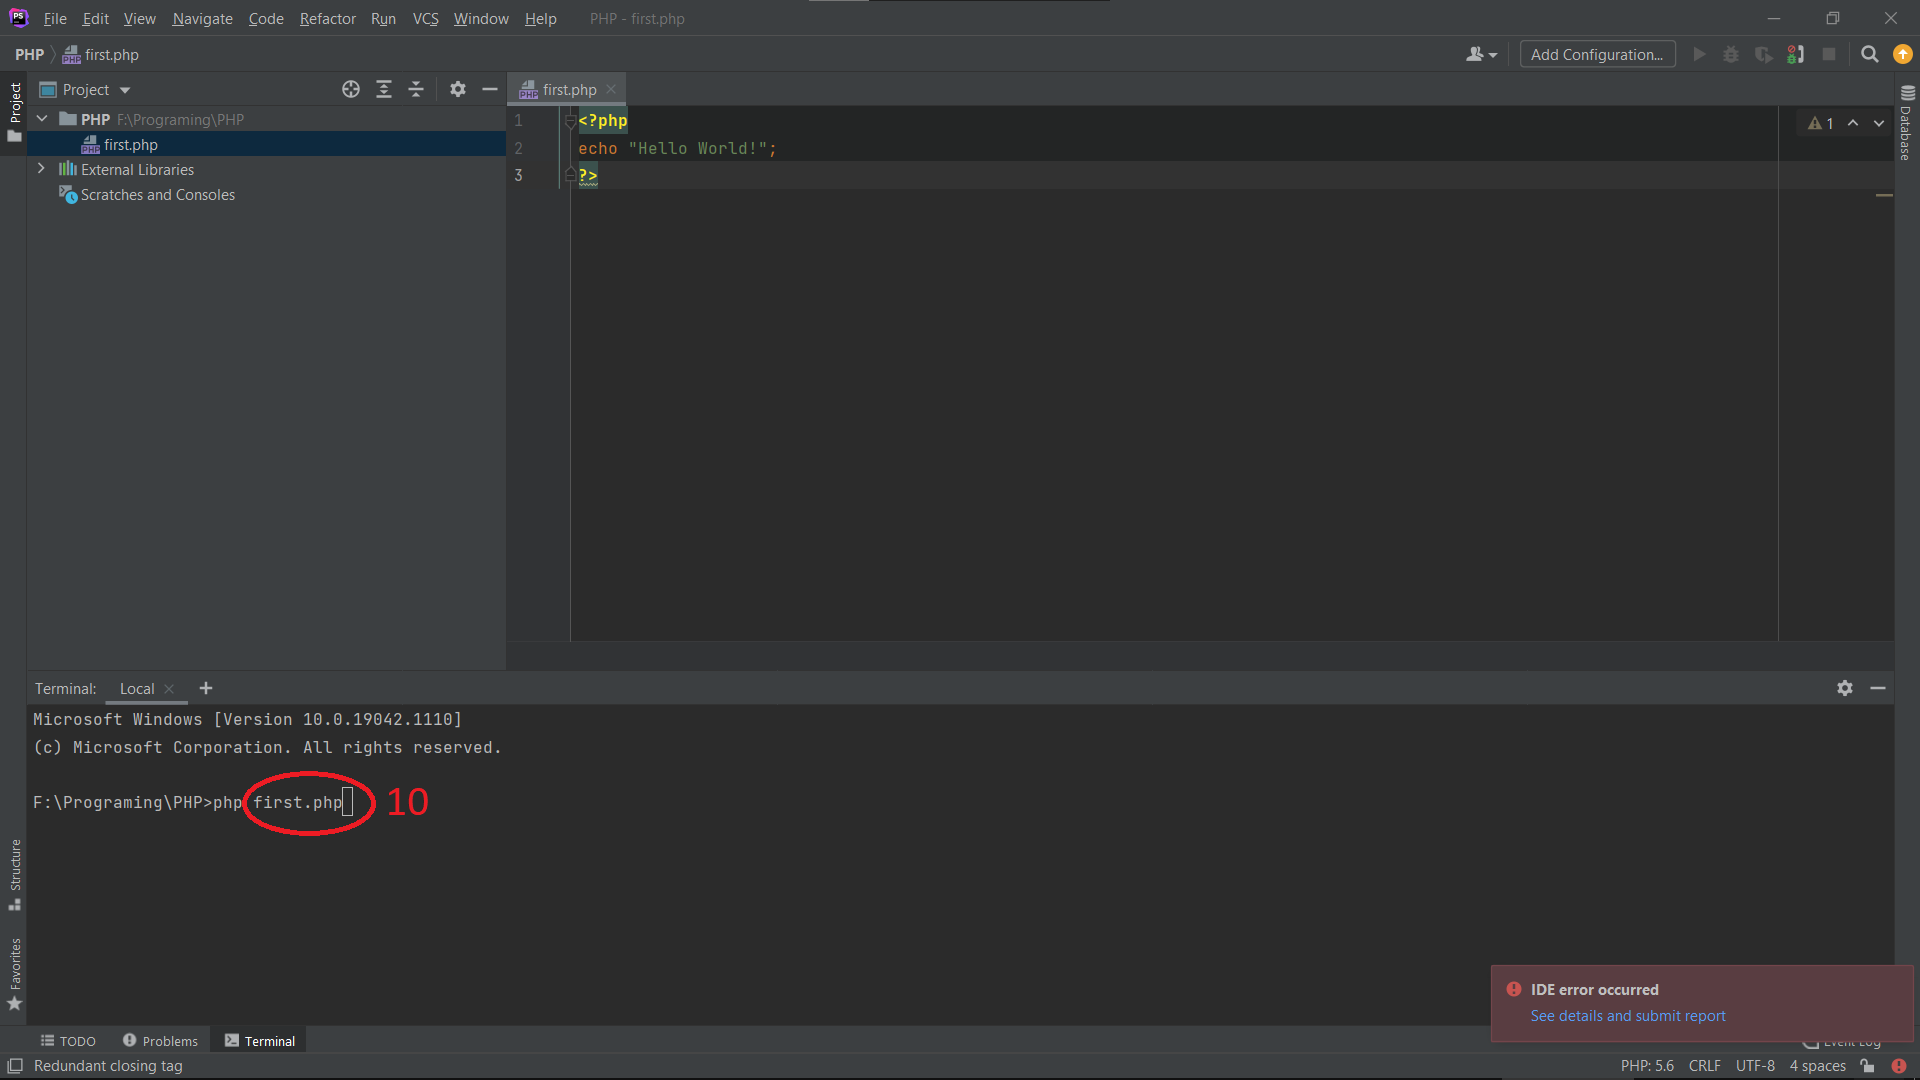 PS File Edit View Navigate Code Refactor Run VCS Window Help PHP - first.php
PHP first.php Add Configuration...
Project
Project
first.php
PHP F:\Programing\PHP
first.php
External Libraries
Scratches and Consoles
1 <?php
2 echo "Hello World!";
3 ?>
1
Database
Terminal: Local
Microsoft Windows [Version 10.0.19042.1110]
(c) Microsoft Corporation. All rights reserved.
F:\Programing\PHP>php first.php 10
Structure
Favorites
IDE error occurred
See details and submit report
TODO Problems Terminal Event Log
Redundant closing tag PHP: 5.6 CRLF UTF-8 4 spaces